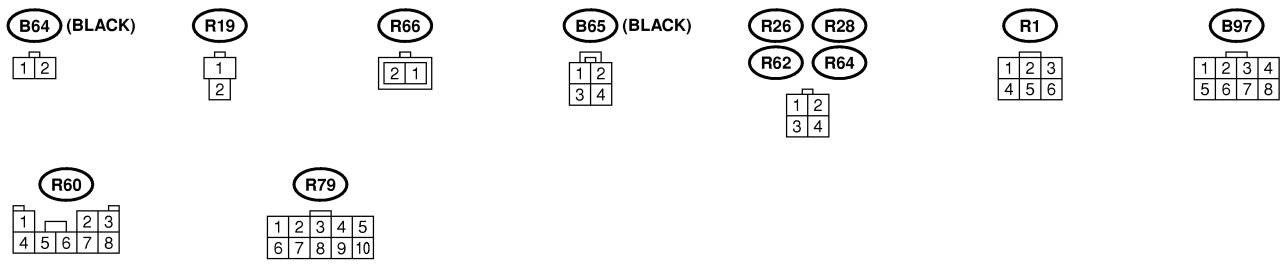 B64 (BLACK) R19 R66 B65 (BLACK) R26 R28 R1 B97
R62 R64
1 2 1 2 1 1 2 1 2 3 1 2 3 4
2 3 4 4 5 6 5 6 7 8
1 2
3 4
R60 R79
1 2 3 1 2 3 4 5
4 5 6 7 8 6 7 8 9 10